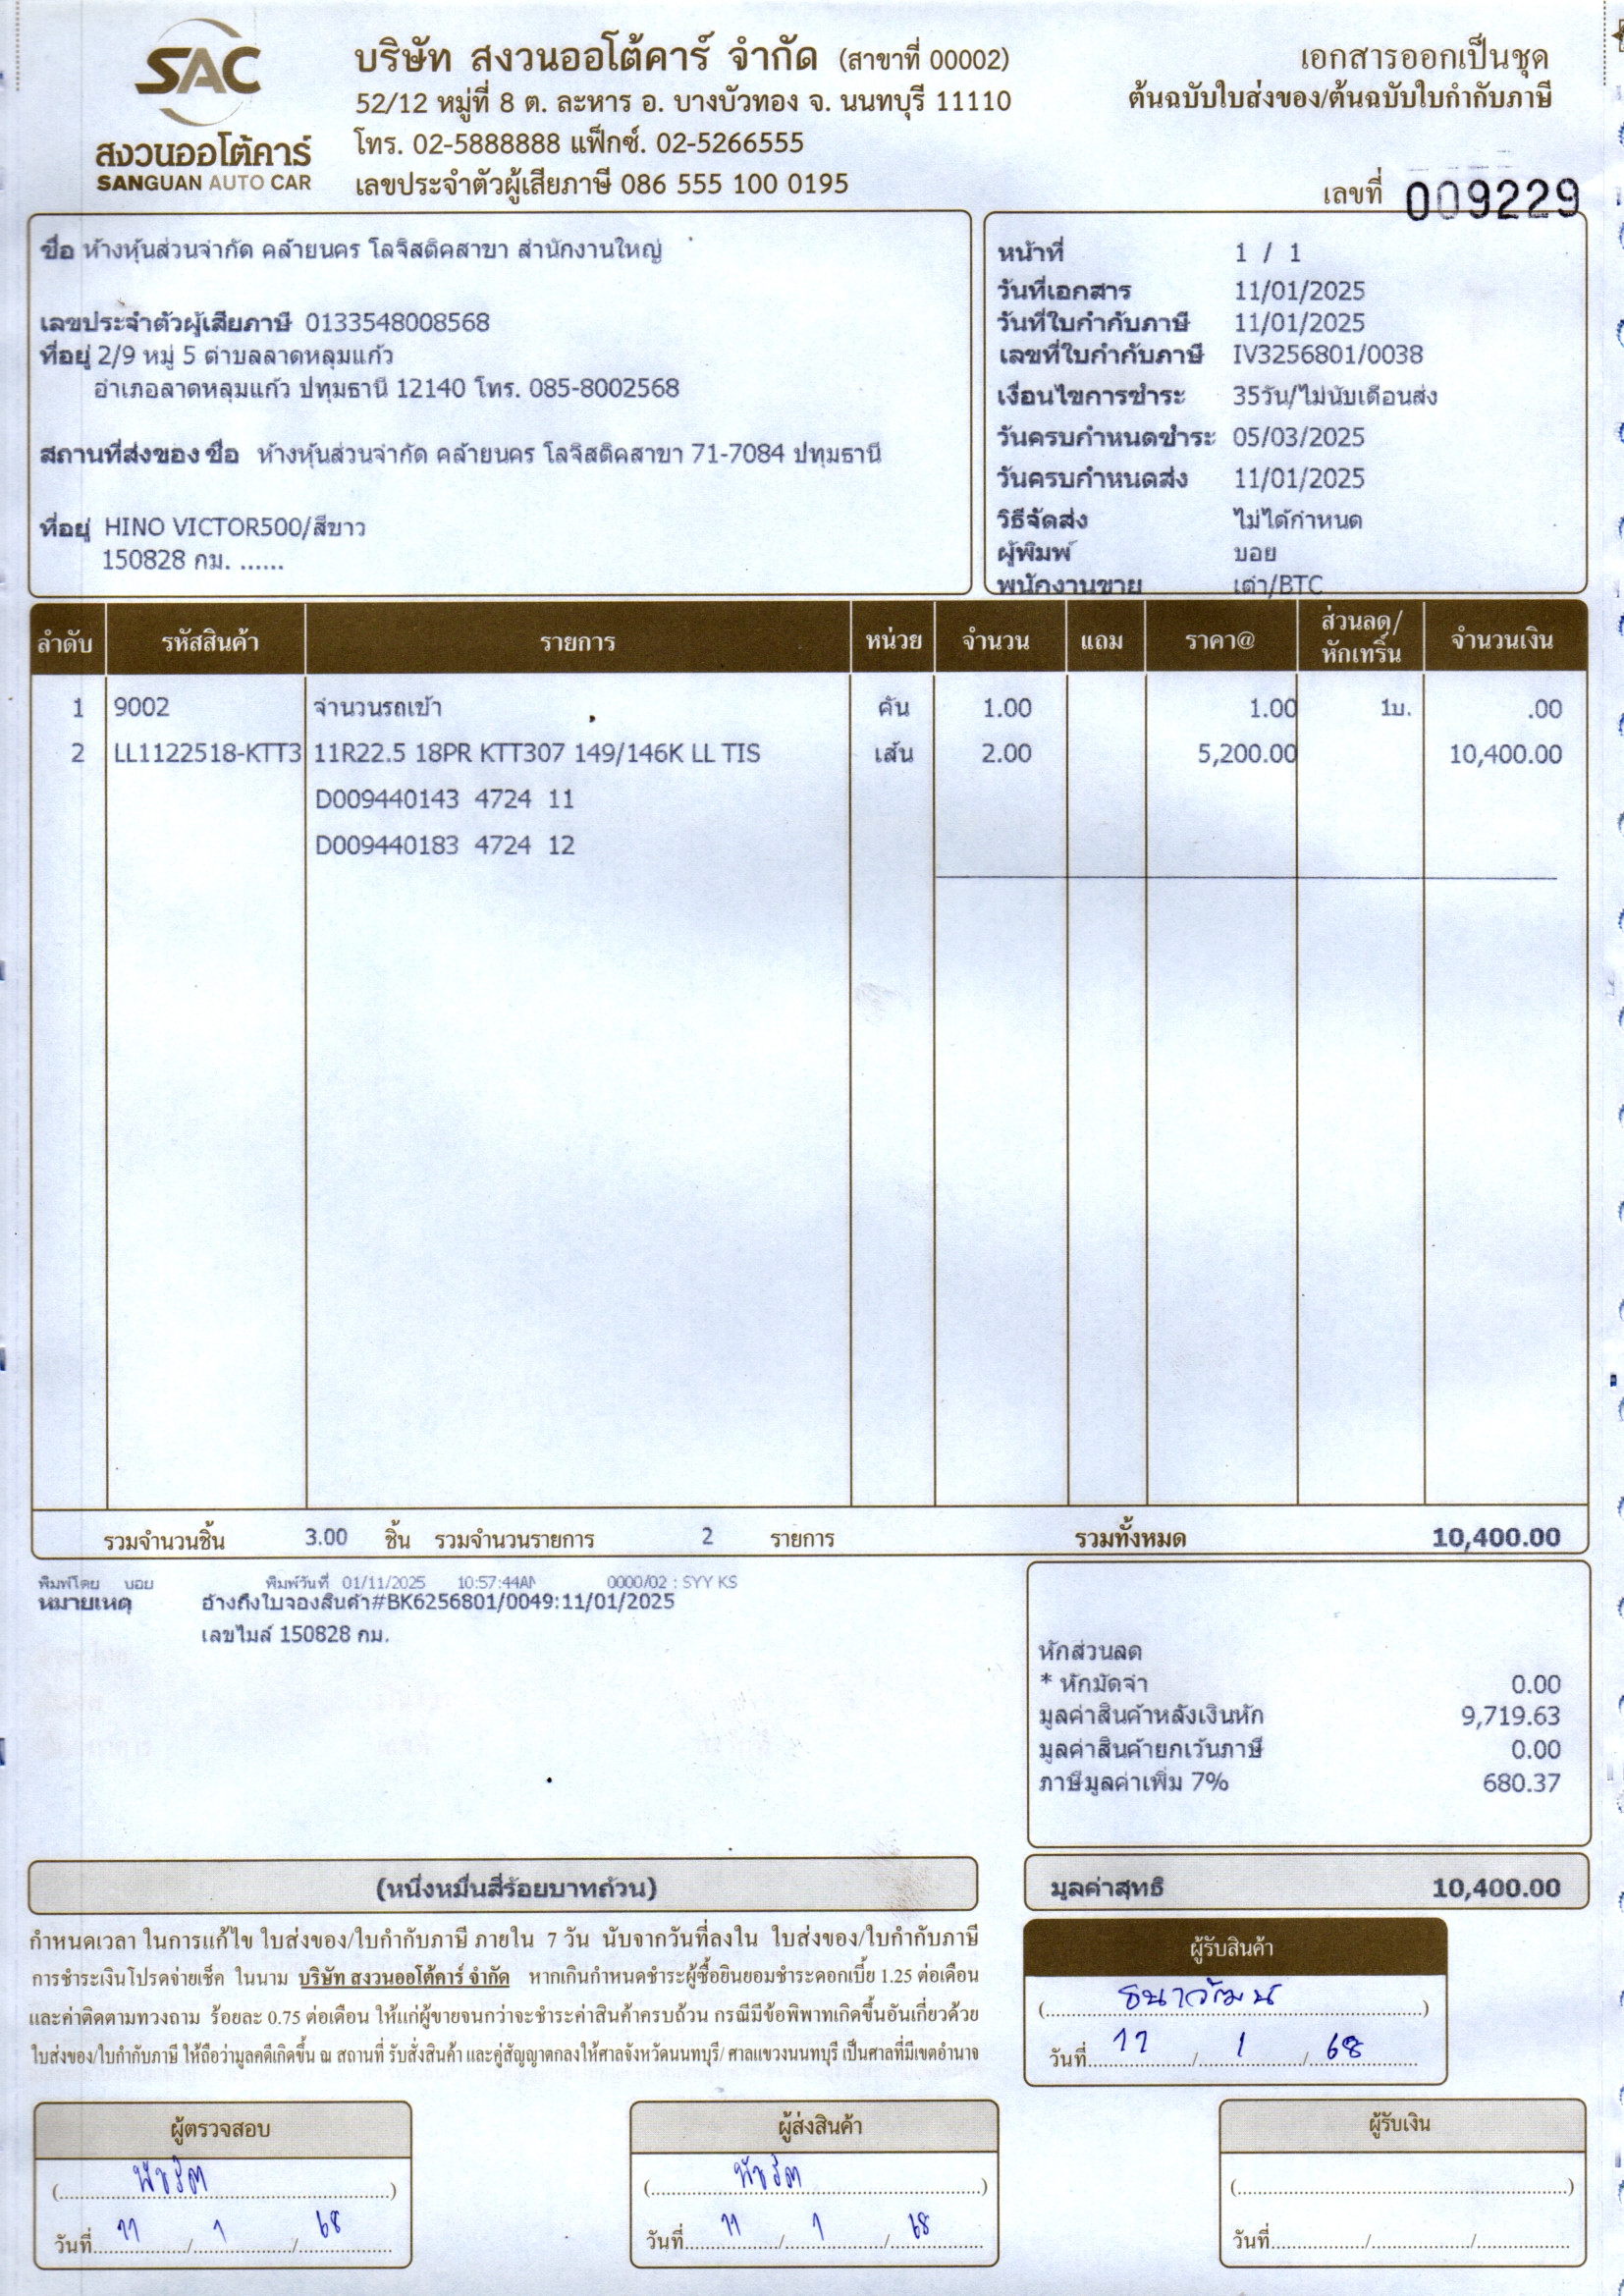 SAC
สงวนออโต้คาร์
SANGUAN AUTO CAR
บริษัท สงวนออโต้คาร์ จำกัด (สาขาที่ 00002)
52/12 หมู่ที่ 8 ต. ละหาร อ. บางบัวทอง จ. นนทบุรี 11110
โทร. 02-5888888 แฟ็กซ์. 02-5266555
เลขประจำตัวผู้เสียภาษี 086 555 100 0195
เอกสารออกเป็นชุด
ต้นฉบับใบส่งของ/ต้นฉบับใบกำกับภาษี
เลขที่ 009229
ชื่อ ห้างหุ้นส่วนจำกัด คล้ายนคร โลจิสติคสาขา สำนักงานใหญ่
เลขประจำตัวผู้เสียภาษี 0133548008568
ที่อยู่ 2/9 หมู่ 5 ตำบลลาดหลุมแก้ว
อำเภอลาดหลุมแก้ว ปทุมธานี 12140 โทร. 085-8002568
สถานที่ส่งของ ชื่อ ห้างหุ้นส่วนจำกัด คล้ายนคร โลจิสติคสาขา 71-7084 ปทุมธานี
ที่อยู่ HINO VICTOR500/สีขาว
150828 กม. ......
หน้าที่ 1 / 1
วันที่เอกสาร 11/01/2025
วันที่ใบกำกับภาษี 11/01/2025
เลขที่ใบกำกับภาษี IV3256801/0038
เงื่อนไขการชำระ 35วัน/ไม่นับเดือนส่ง
วันครบกำหนดชำระ 05/03/2025
วันครบกำหนดส่ง 11/01/2025
วิธีจัดส่ง ไม่ได้กำหนด
ผู้พิมพ์ บอย
พนักงานขาย เต่า/BTC
ลำดับ รหัสสินค้า รายการ หน่วย จำนวน แถม ราคา@ ส่วนลด/หักเทริ์น จำนวนเงิน
1 9002 จำนวนรถเข้า คัน 1.00 1.00 1บ. .00
2 LL1122518-KTT3 11R22.5 18PR KTT307 149/146K LL TIS เส้น 2.00 5,200.00 10,400.00
D009440143 4724 11
D009440183 4724 12
รวมจำนวนชิ้น 3.00 ชิ้น รวมจำนวนรายการ 2 รายการ รวมทั้งหมด 10,400.00
พิมพ์โดย บอย พิมพ์วันที่ 01/11/2025 10:57:44AM 0000/02 : SYY KS
หมายเหตุ อ้างถึงใบจองสินค้า#BK6256801/0049:11/01/2025
เลขไมล์ 150828 กม.
หักส่วนลด
* หักมัดจำ 0.00
มูลค่าสินค้าหลังเงินหัก 9,719.63
มูลค่าสินค้ายกเว้นภาษี 0.00
ภาษีมูลค่าเพิ่ม 7% 680.37
(หนึ่งหมื่นสี่ร้อยบาทถ้วน)
มูลค่าสุทธิ 10,400.00
กำหนดเวลา ในการแก้ไข ใบส่งของ/ใบกำกับภาษี ภายใน 7 วัน นับจากวันที่ลงใน ใบส่งของ/ใบกำกับภาษี
การชำระเงินโปรดจ่ายเช็ค ในนาม บริษัท สงวนออโต้คาร์ จำกัด หากเกินกำหนดชำระผู้ซื้อยินยอมชำระดอกเบี้ย 1.25 ต่อเดือน
และค่าติดตามทวงถาม ร้อยละ 0.75 ต่อเดือน ให้แก่ผู้ขายจนกว่าจะชำระค่าสินค้าครบถ้วน กรณีมีข้อพิพาทเกิดขึ้นอันเกี่ยวด้วย
ใบส่งของ/ใบกำกับภาษี ให้ถือว่ามูลคดีเกิดขึ้น ณ สถานที่ รับสั่งสินค้า และคู่สัญญาตกลงให้ศาลจังหวัดนนทบุรี/ ศาลแขวงนนทบุรี เป็นศาลที่มีเขตอำนาจ
ผู้รับสินค้า
(ธนาวัฒน์)
วันที่ 11 / 1 / 68
ผู้ตรวจสอบ
(พัชรีต)
วันที่ 11 / 1 / 68
ผู้ส่งสินค้า
(พัชรีต)
วันที่ 11 / 1 / 68
ผู้รับเงิน
(..........)
วันที่ ........../........../..........